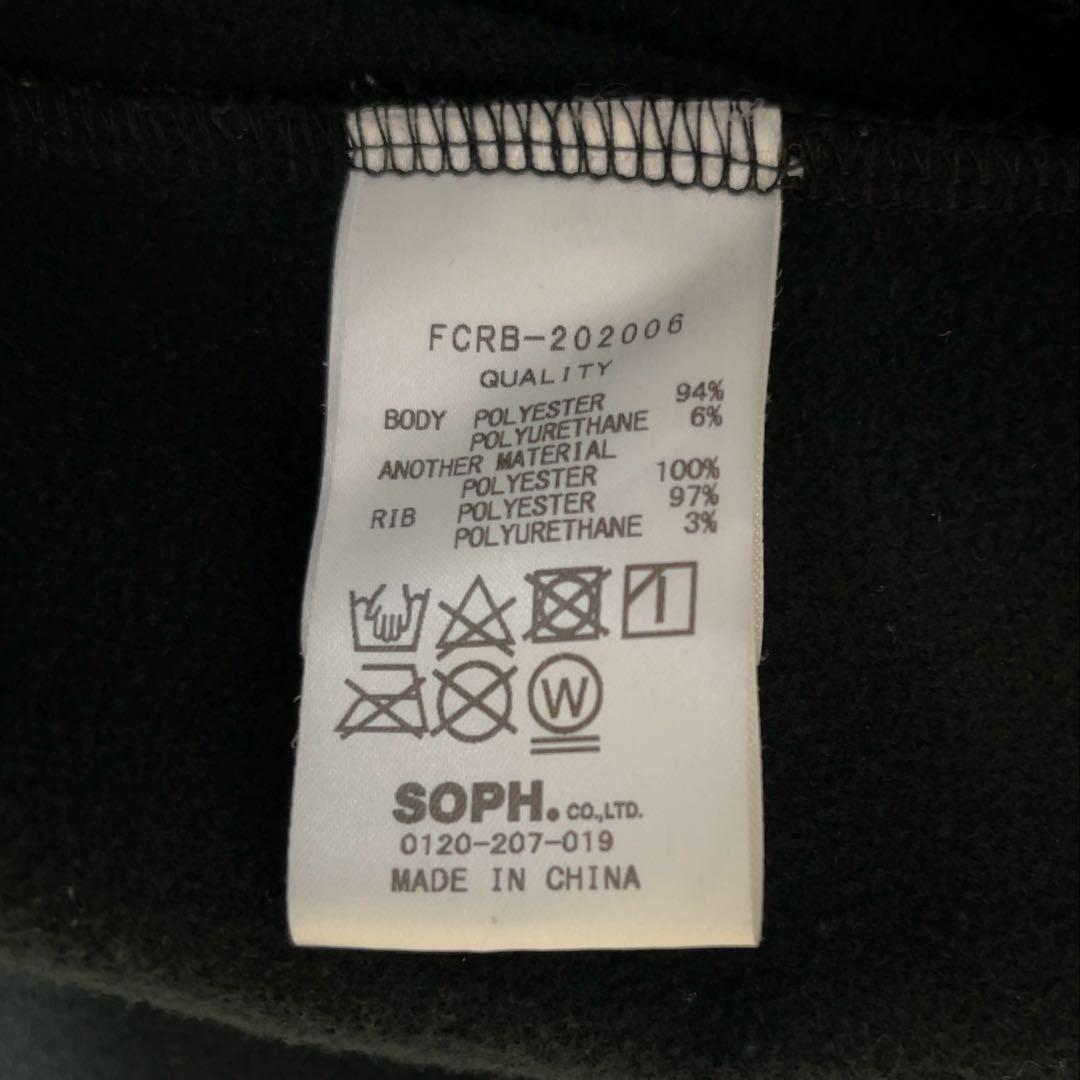 FCRB-202006
QUALITY
BODY POLYESTER 94%
POLYURETHANE 6%
ANOTHER MATERIAL
POLYESTER 100%
RIB POLYESTER 97%
POLYURETHANE 3%
W
SOPH. CO.,LTD.
0120-207-019
MADE IN CHINA